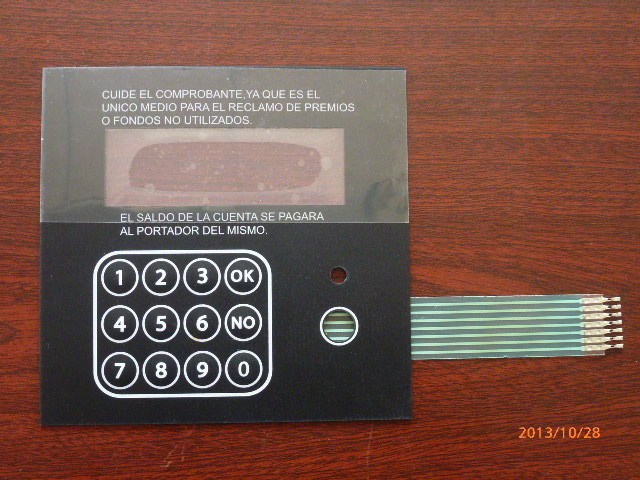 CUIDE EL COMPROBANTE,YA QUE ES EL
UNICO MEDIO PARA EL RECLAMO DE PREMIOS
O FONDOS NO UTILIZADOS.
EL SALDO DE LA CUENTA SE PAGARA
AL PORTADOR DEL MISMO.
1 2 3 OK
4 5 6 NO
7 8 9 0
2013/10/28